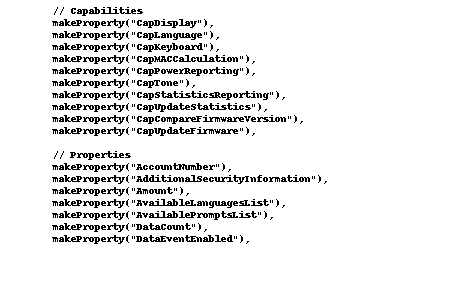 // Capabilities
makeProperty("CapDisplay"),
makeProperty("CapLanguage"),
makeProperty("CapKeyboard"),
makeProperty("CapMACCalculation"),
makeProperty("CapPowerReporting"),
makeProperty("CapTone"),
makeProperty("CapStatisticsReporting"),
makeProperty("CapUpdateStatistics"),
makeProperty("CapCompareFirmwareVersion"),
makeProperty("CapUpdateFirmware"),
// Properties
makeProperty("AccountNumber"),
makeProperty("AdditionalSecurityInformation"),
makeProperty("Amount"),
makeProperty("AvailableLanguagesList"),
makeProperty("AvailablePromptsList"),
makeProperty("DataCount"),
makeProperty("DataEventEnabled"),